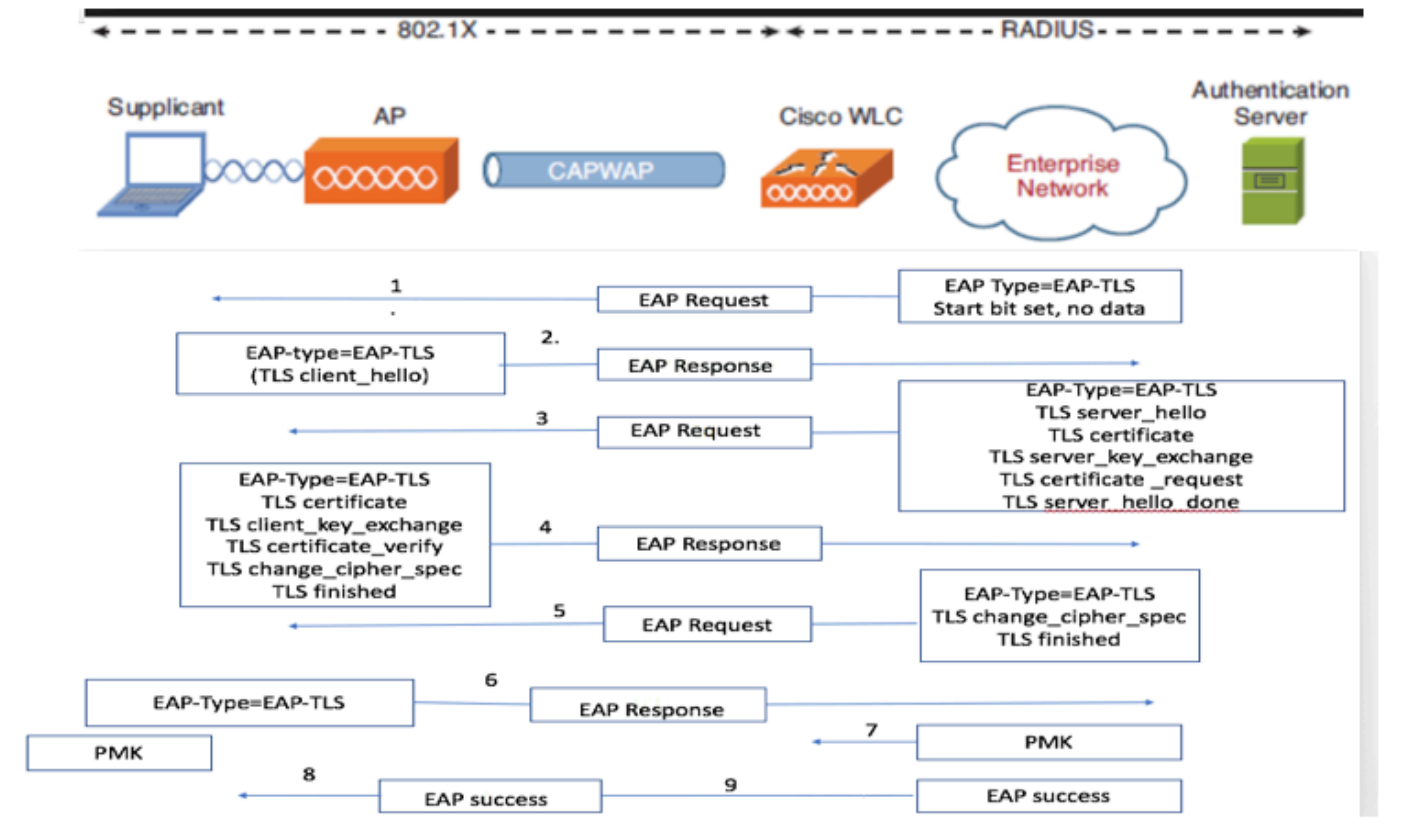 802.1X
RADIUS
Supplicant
AP
CAPWAP
Cisco WLC
Enterprise
Network
Authentication
Server
1
.
EAP Request
EAP Type=EAP-TLS
Start bit set, no data
EAP-type=EAP-TLS
(TLS client_hello)
2.
EAP Response
3
EAP Request
EAP-Type=EAP-TLS
TLS server_hello
TLS certificate
TLS server_key_exchange
TLS certificate _request
TLS server_hello_done
EAP-Type=EAP-TLS
TLS certificate
TLS client_key_exchange
TLS certificate_verify
TLS change_cipher_spec
TLS finished
4
EAP Response
5
EAP Request
EAP-Type=EAP-TLS
TLS change_cipher_spec
TLS finished
EAP-Type=EAP-TLS
6
EAP Response
7
PMK
PMK
8
EAP success
9
EAP success